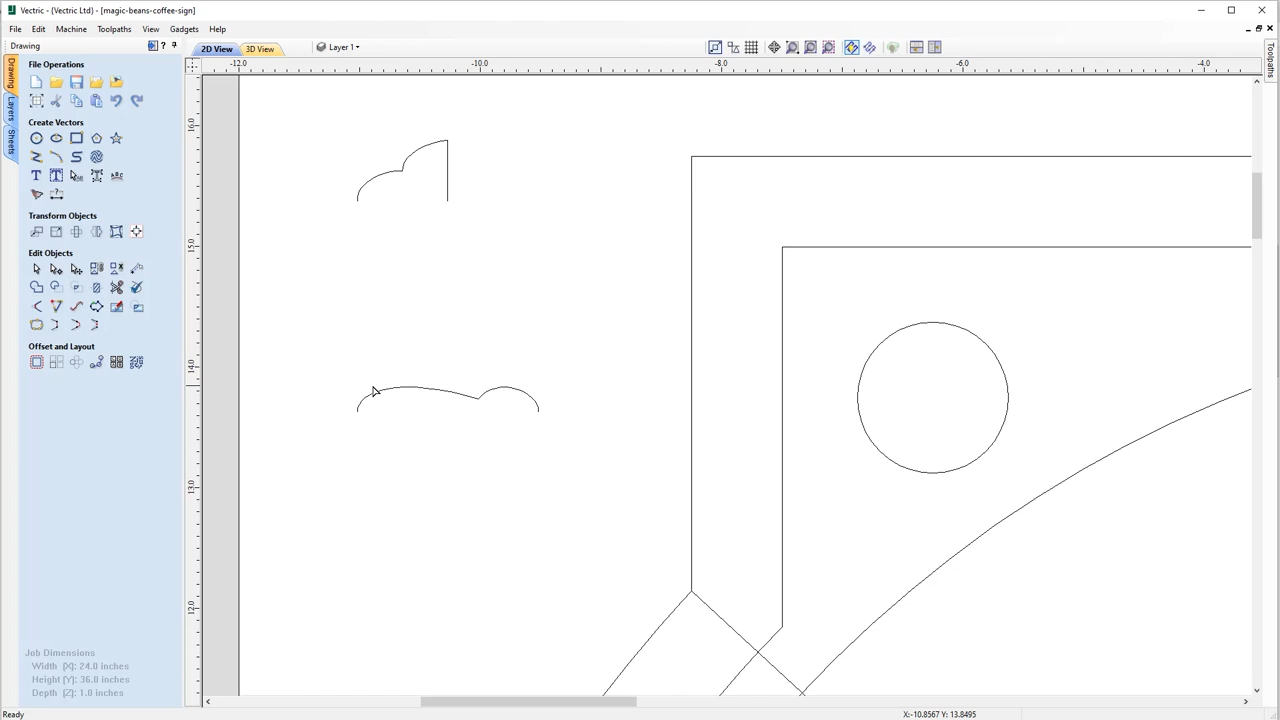 Vectric - (Vectric Ltd) - [magic-beans-coffee-sign]
File Edit Machine Toolpaths View Gadgets Help
Drawing
2D View 3D View Layer 1
-12.0 -10.0 -8.0 -6.0 -4.0
Drawing
Layers
Sheets
Toolpaths
File Operations
Create Vectors
Transform Objects
Edit Objects
Offset and Layout
16.0
15.0
14.0
13.0
12.0
Job Dimensions
Width [X]: 24.0 inches
Height [Y]: 36.0 inches
Depth [Z]: 1.0 inches
Ready X:-10.8567 Y: 13.8495